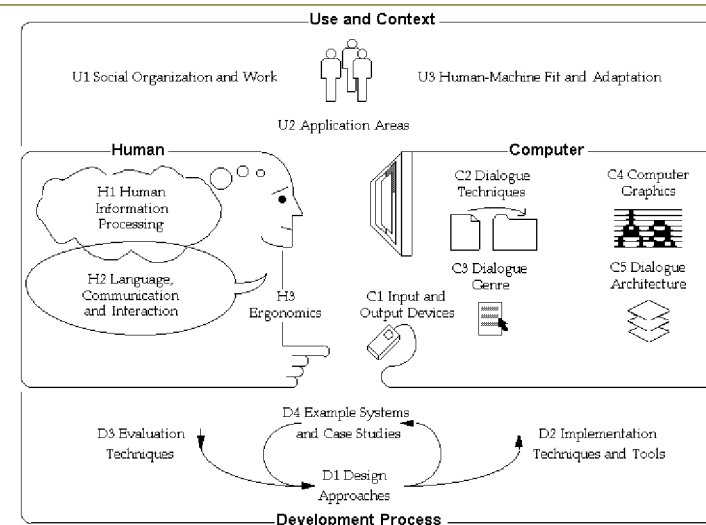 Use and Context
U1 Social Organization and Work
U3 Human-Machine Fit and Adaptation
U2 Application Areas
Human
H1 Human
Information
Processing
H2 Language,
Communication
and Interaction
H3
Ergonomics
Computer
C2 Dialogue
Techniques
C4 Computer
Graphics
C3 Dialogue
Genre
C5 Dialogue
Architecture
C1 Input and
Output Devices
D4 Example Systems
and Case Studies
D3 Evaluation
Techniques
D2 Implementation
Techniques and Tools
D1 Design
Approaches
Development Process